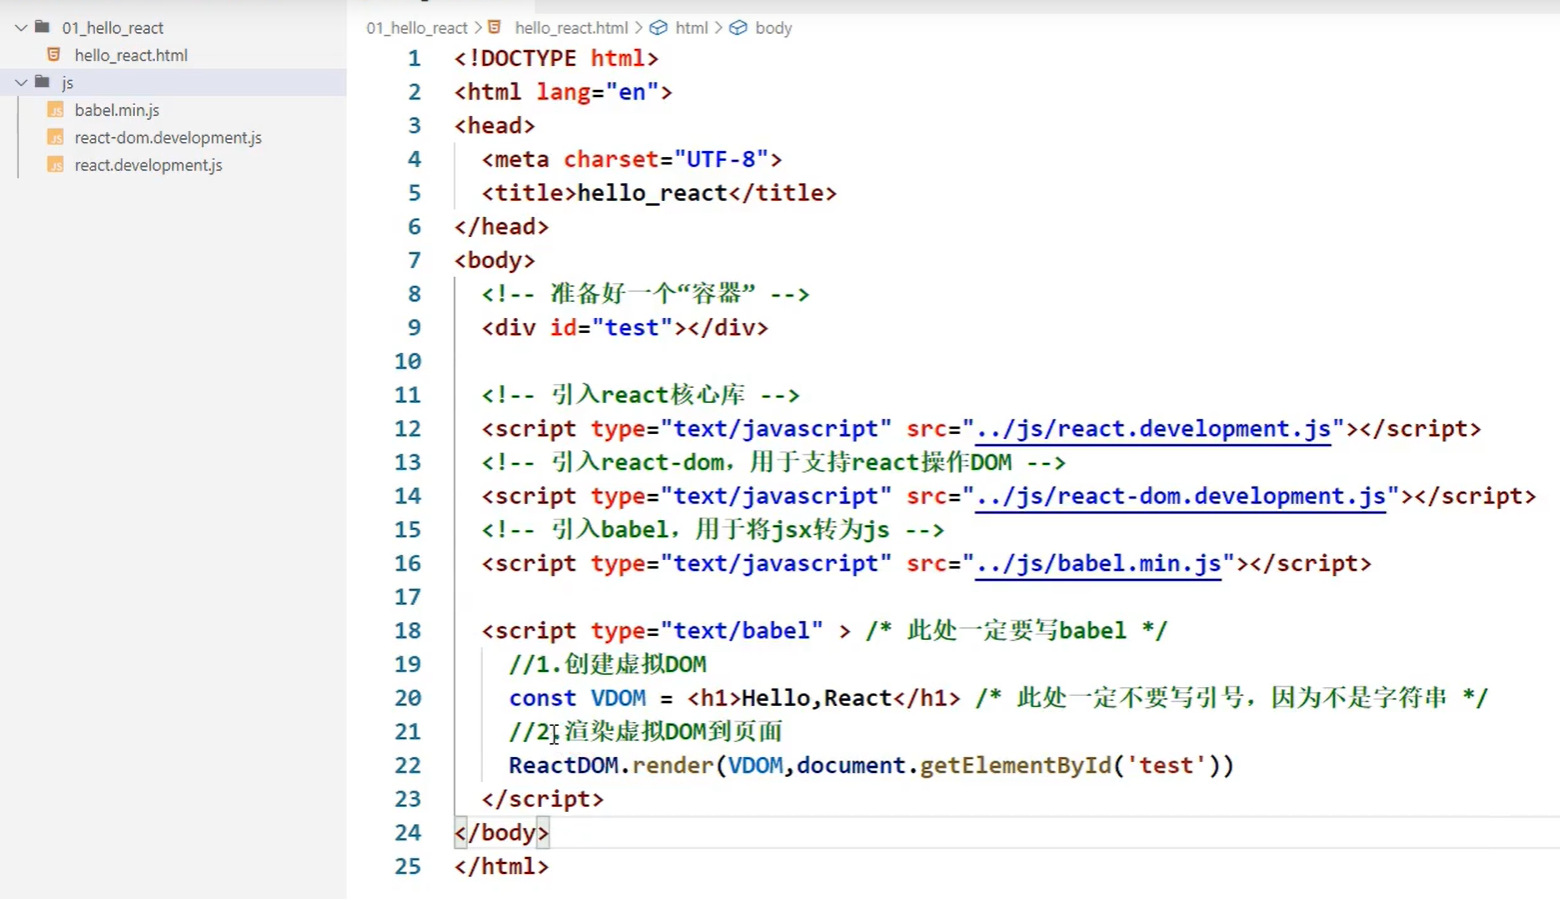 01_hello_react
hello_react.html
js
babel.min.js
react-dom.development.js
react.development.js
01_hello_react > hello_react.html > html > body
1 <!DOCTYPE html>
2 <html lang="en">
3 <head>
4 <meta charset="UTF-8">
5 <title>hello_react</title>
6 </head>
7 <body>
8 <!-- 准备好一个“容器” -->
9 <div id="test"></div>
10
11 <!-- 引入react核心库 -->
12 <script type="text/javascript" src="../js/react.development.js"></script>
13 <!-- 引入react-dom，用于支持react操作DOM -->
14 <script type="text/javascript" src="../js/react-dom.development.js"></script>
15 <!-- 引入babel，用于将jsx转为js -->
16 <script type="text/javascript" src="../js/babel.min.js"></script>
17
18 <script type="text/babel" > /* 此处一定要写babel */
19 //1.创建虚拟DOM
20 const VDOM = <h1>Hello,React</h1> /* 此处一定不要写引号，因为不是字符串 */
21 //2.渲染虚拟DOM到页面
22 ReactDOM.render(VDOM,document.getElementById('test'))
23 </script>
24 </body>
25 </html>